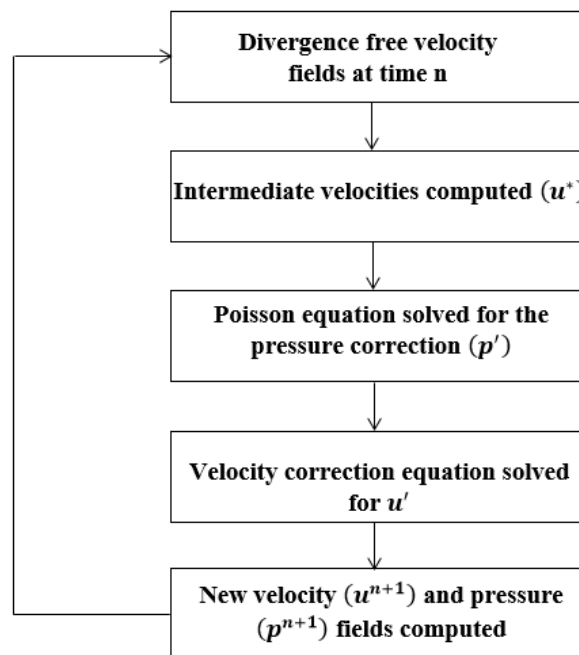 Divergence free velocity
fields at time n
Intermediate velocities computed (u*)
Poisson equation solved for the
pressure correction (p′)
Velocity correction equation solved
for u′
New velocity (uⁿ⁺¹) and pressure
(pⁿ⁺¹) fields computed